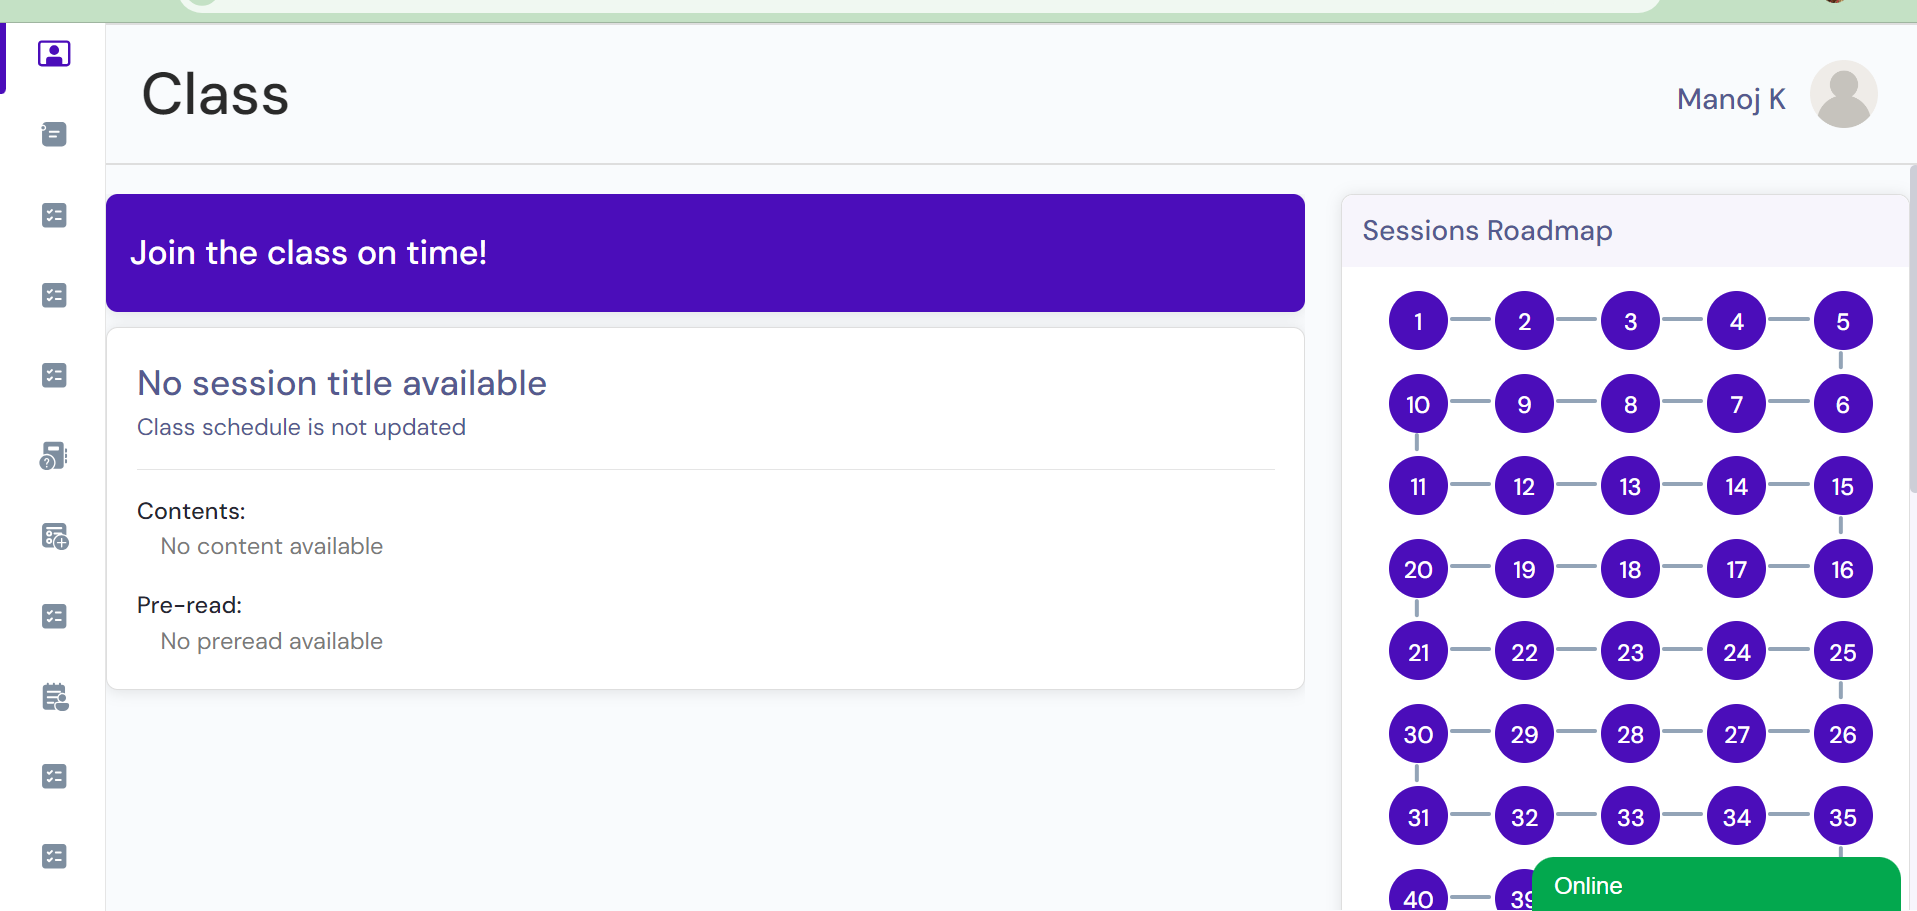 Class
Manoj K
Join the class on time!
No session title available
Class schedule is not updated
Contents:
No content available
Pre-read:
No preread available
Sessions Roadmap
1 2 3 4 5
10 9 8 7 6
11 12 13 14 15
20 19 18 17 16
21 22 23 24 25
30 29 28 27 26
31 32 33 34 35
40 39
Online